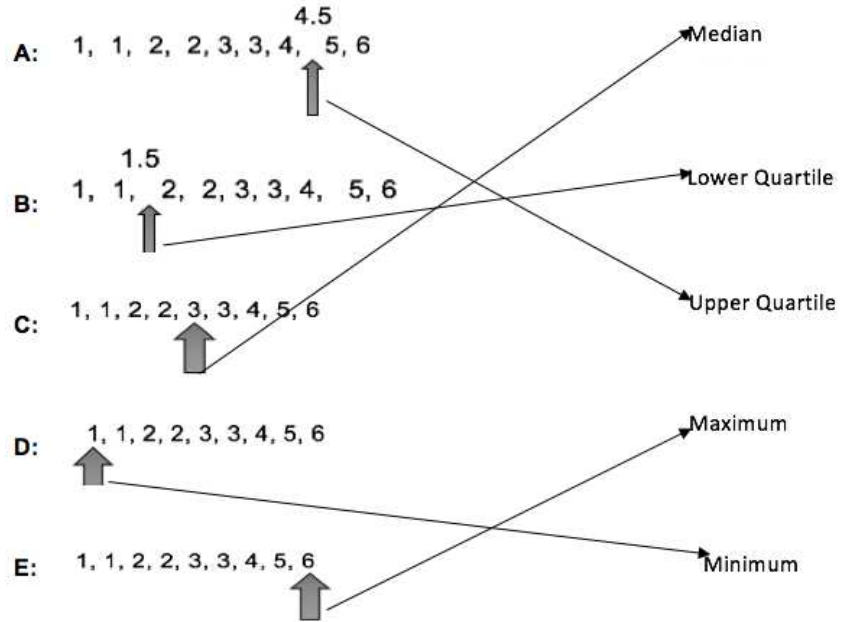 4.5
A: 1, 1, 2, 2, 3, 3, 4, 5, 6
Median
1.5
B: 1, 1, 2, 2, 3, 3, 4, 5, 6
Lower Quartile
C: 1, 1, 2, 2, 3, 3, 4, 5, 6
Upper Quartile
D: 1, 1, 2, 2, 3, 3, 4, 5, 6
Maximum
E: 1, 1, 2, 2, 3, 3, 4, 5, 6
Minimum